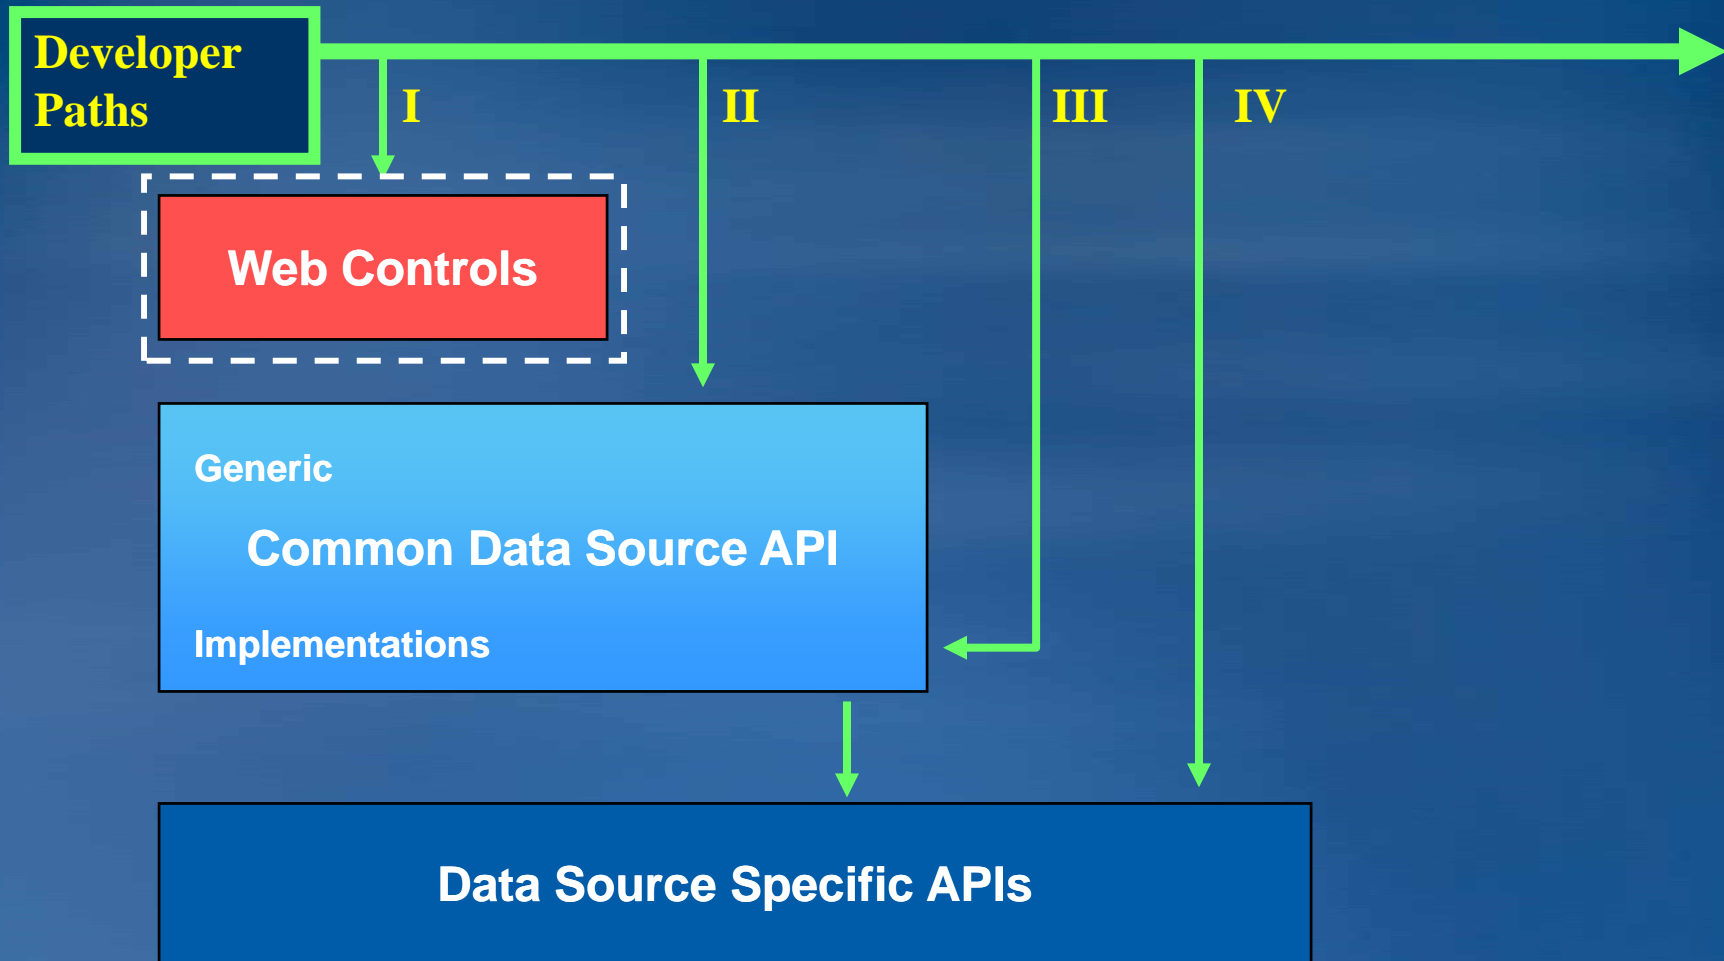 Developer
Paths
I
II
III
IV
Web Controls
Generic
Common Data Source API
Implementations
Data Source Specific APIs